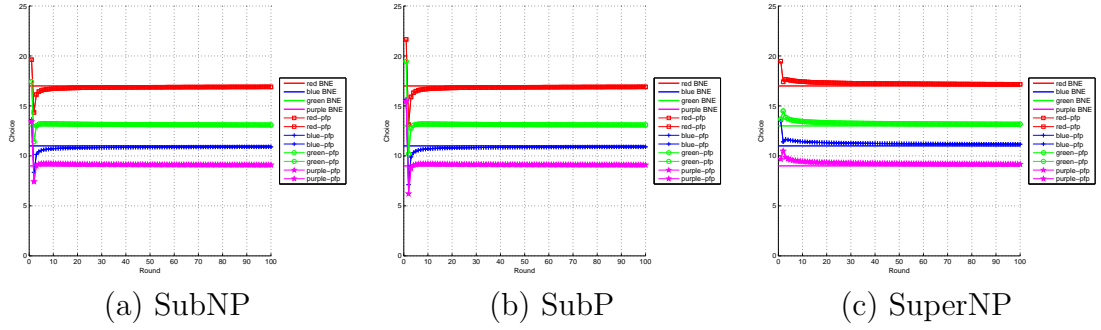 25
20
15
10
5
0
Choice
0 10 20 30 40 50 60 70 80 90 100
Round
red BNE
blu BNE
green BNE
purple BNE
red-pfp
red-pfp
blue-pfp
blue-pfp
green-pfp
green-pfp
purple-pfp
purple-pfp
(a) SubNP
25
20
15
10
5
0
Choice
0 10 20 30 40 50 60 70 80 90 100
Round
red BNE
blue BNE
green BNE
purple BNE
red-pfp
red-pfp
blue-pfp
blue-pfp
green-pfp
green-pfp
purple-pfp
purple-pfp
(b) SubP
25
20
15
10
5
0
Choice
0 10 20 30 40 50 60 70 80 90 100
Round
red BNE
blue BNE
green BNE
purple BNE
red-pfp
red-pfp
blue-pfp
blue-pfp
green-pfp
green-pfp
purple-pfp
purple-pfp
(c) SuperNP